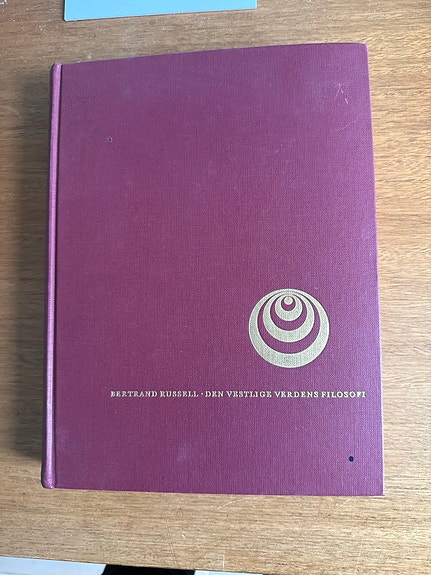 BERTRAND RUSSELL · DEN VESTLIGE VERDENS FILOSOFI